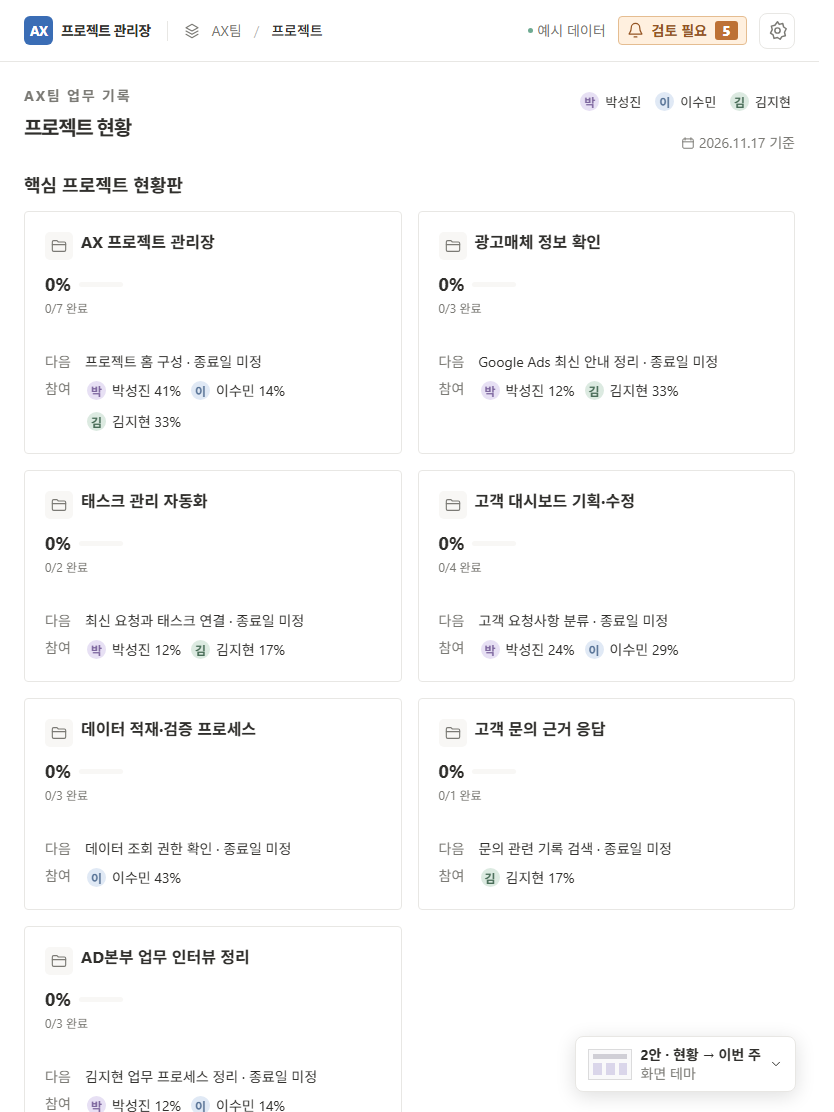 AX 프로젝트 관리장 AX팀 / 프로젝트 예시 데이터 검토 필요 5
AX팀 업무 기록
프로젝트 현황
박 박성진 이 이수민 김 김지현
2026.11.17 기준
핵심 프로젝트 현황판
AX 프로젝트 관리장
0%
0/7 완료
다음 프로젝트 홈 구성 · 종료일 미정
참여 박 박성진 41% 이 이수민 14%
김 김지현 33%
광고매체 정보 확인
0%
0/3 완료
다음 Google Ads 최신 안내 정리 · 종료일 미정
참여 박 박성진 12% 김 김지현 33%
태스크 관리 자동화
0%
0/2 완료
다음 최신 요청과 태스크 연결 · 종료일 미정
참여 박 박성진 12% 김 김지현 17%
고객 대시보드 기획·수정
0%
0/4 완료
다음 고객 요청사항 분류 · 종료일 미정
참여 박 박성진 24% 이 이수민 29%
데이터 적재·검증 프로세스
0%
0/3 완료
다음 데이터 조회 권한 확인 · 종료일 미정
참여 이 이수민 43%
고객 문의 근거 응답
0%
0/1 완료
다음 문의 관련 기록 검색 · 종료일 미정
참여 김 김지현 17%
AD본부 업무 인터뷰 정리
0%
0/3 완료
다음 김지현 업무 프로세스 정리 · 종료일 미정
참여 박 박성진 12% 이 이수민 14%
2안 · 현황 → 이번 주
화면 테마